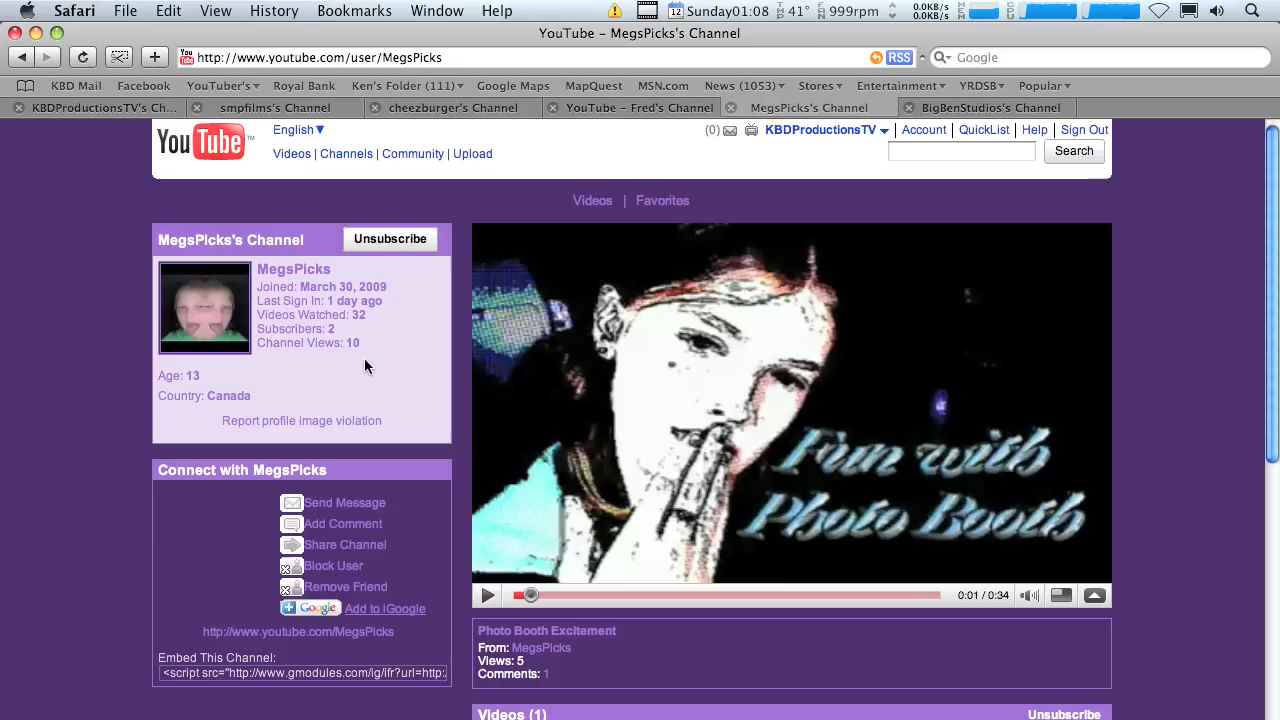 Safari File Edit View History Bookmarks Window Help Sunday01:08 41° 999rpm 0.0KB/s 0.0KB/s
YouTube – MegsPicks's Channel
http://www.youtube.com/user/MegsPicks RSS Google
KBD Mail Facebook YouTube's Royal Bank Ken's Folder (111) Google Maps MapQuest MSN.com News (1053) Stores Entertainment YRDSB Popular
KBDProductionsTV's Ch... smpfilms's Channel cheezburger's Channel YouTube – Fred's Channel MegsPicks's Channel BigBenStudios's Channel
YouTube English (0) KBDProductionsTV Account | QuickList | Help | Sign Out
Videos | Channels | Community | Upload Search
Videos | Favorites
MegsPicks's Channel Unsubscribe
MegsPicks
Joined: March 30, 2009
Last Sign In: 1 day ago
Videos Watched: 32
Subscribers: 2
Channel Views: 10
Age: 13
Country: Canada
Report profile image violation
Connect with MegsPicks
Send Message
Add Comment
Share Channel
Block User
Remove Friend
Google Add to iGoogle
http://www.youtube.com/MegsPicks
Embed This Channel:
<script src="http://www.gmodules.com/ig/ifr?url=http:
Fun with
Photo Booth
0:01 / 0:34
Photo Booth Excitement
From: MegsPicks
Views: 5
Comments: 1
Videos (1) Unsubscribe